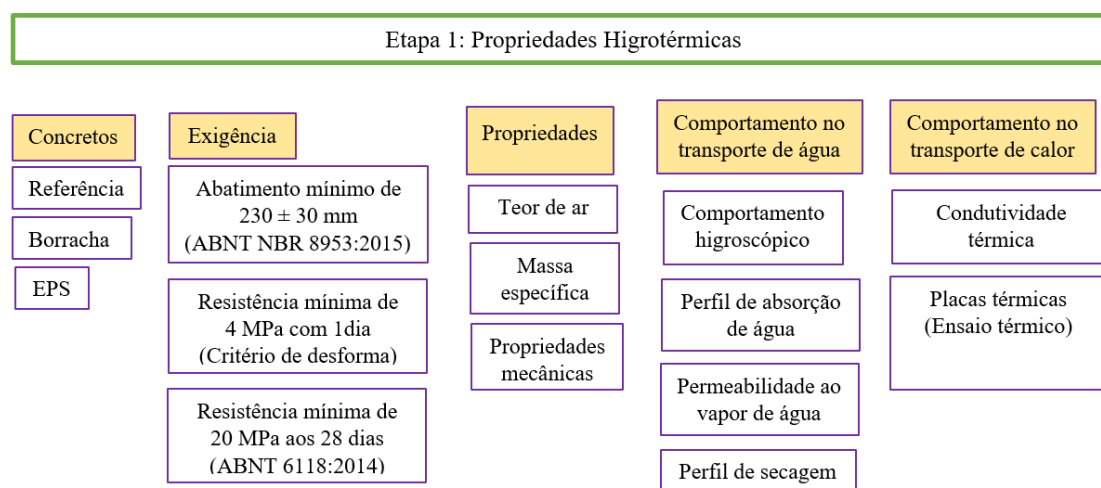 Etapa 1: Propriedades Higrotérmicas
Concretos
Referência
Borracha
EPS
Exigência
Abatimento mínimo de
230 ± 30 mm
(ABNT NBR 8953:2015)
Resistência mínima de
4 MPa com 1dia
(Critério de desforma)
Resistência mínima de
20 MPa aos 28 dias
(ABNT 6118:2014)
Propriedades
Teor de ar
Massa
específica
Propriedades
mecânicas
Comportamento no
transporte de água
Comportamento
higroscópico
Perfil de absorção
de água
Permeabilidade ao
vapor de água
Perfil de secagem
Comportamento no
transporte de calor
Condutividade
térmica
Placas térmicas
(Ensaio térmico)